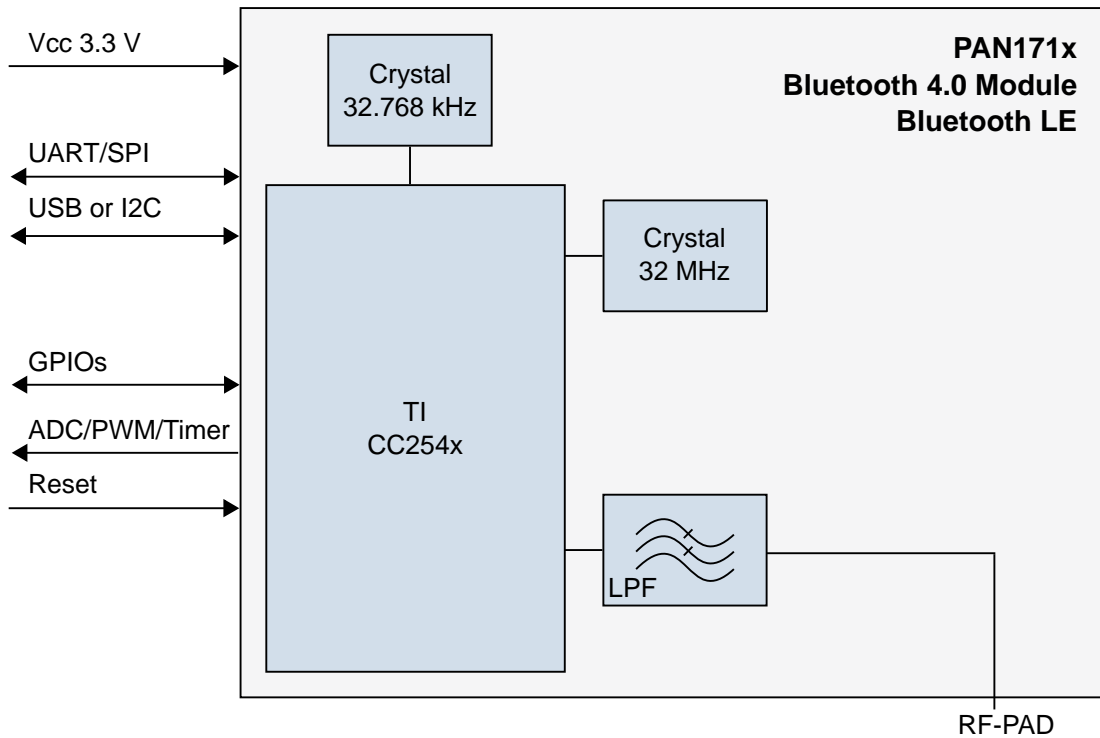 Vcc 3.3 V
UART/SPI
USB or I2C
GPIOs
ADC/PWM/Timer
Reset
Crystal
32.768 kHz
PAN171x
Bluetooth 4.0 Module
Bluetooth LE
Crystal
32 MHz
TI
CC254x
LPF
RF-PAD